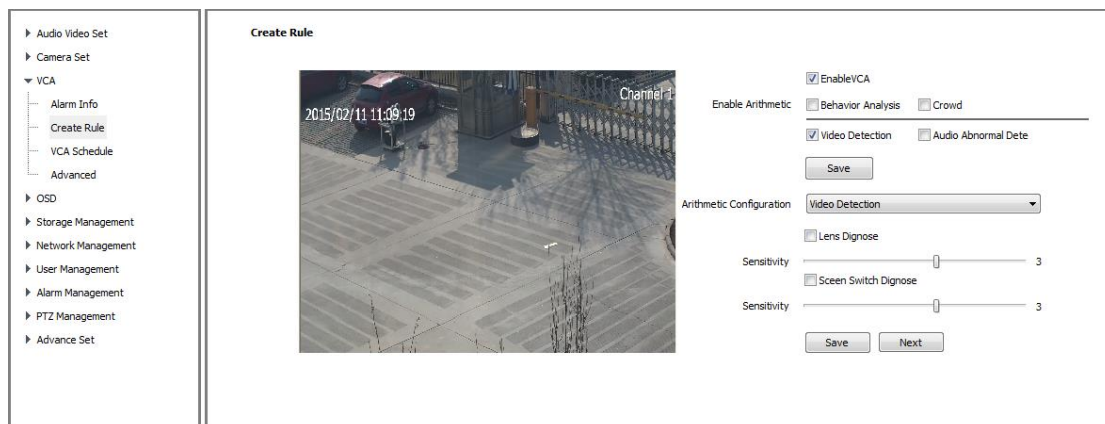 Audio Video Set
Camera Set
VCA
Alarm Info
Create Rule
VCA Schedule
Advanced
OSD
Storage Management
Network Management
User Management
Alarm Management
PTZ Management
Advance Set
Create Rule
Channel 1
2015/02/11 11:09:19
EnableVCA
Enable Arithmetic Behavior Analysis Crowd
Video Detection Audio Abnormal Dete
Save
Arithmetic Configuration Video Detection
Lens Dignose
Sensitivity 3
Sceen Switch Dignose
Sensitivity 3
Save Next